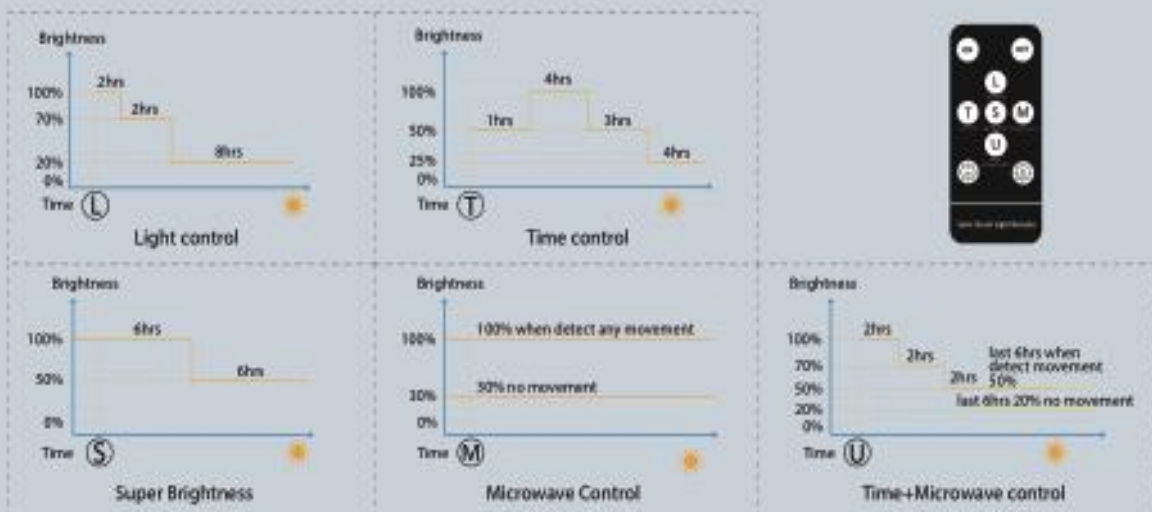 Brightness
2hrs
100%
2hrs
70%
8hrs
20%
0%
Time L
Light control
Brightness
4hrs
100%
1hrs
3hrs
50%
4hrs
25%
0%
Time T
Time control
L
T S M
U
Brightness
6hrs
100%
6hrs
50%
0%
Time S
Super Brightness
Brightness
100% when detect any movement
100%
30% no movement
30%
0%
Time M
Microwave Control
Brightness
2hrs
100%
2hrs
70%
2hrs
last 6hrs when
detect movement
50%
50%
last 6hrs 20% no movement
20%
0%
Time U
Time+Microwave control